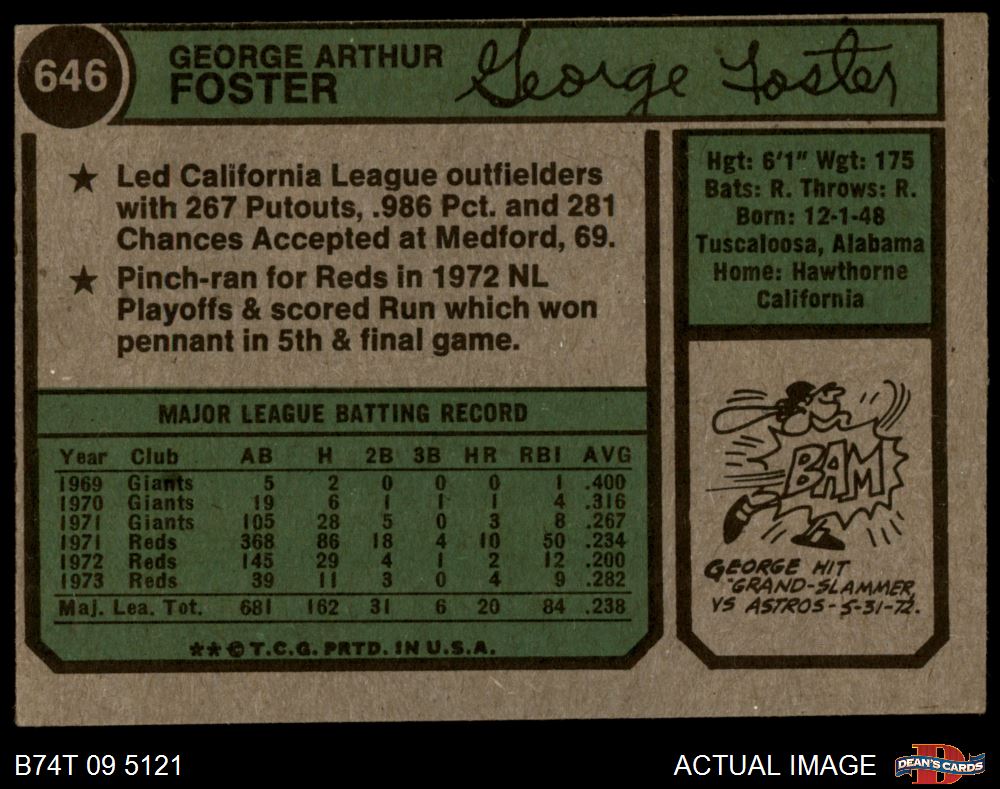 646
GEORGE ARTHUR
FOSTER
George Foster
★ Led California League outfielders
with 267 Putouts, .986 Pct. and 281
Chances Accepted at Medford, 69.
★ Pinch-ran for Reds in 1972 NL
Playoffs & scored Run which won
pennant in 5th & final game.
Hgt: 6'1" Wgt: 175
Bats: R. Throws: R.
Born: 12-1-48
Tuscaloosa, Alabama
Home: Hawthorne
California
MAJOR LEAGUE BATTING RECORD
Year Club AB H 2B 3B HR RBI AVG
1969 Giants 5 2 0 0 0 1 .400
1970 Giants 19 6 1 1 1 4 .316
1971 Giants 105 28 5 0 3 8 .267
1971 Reds 368 86 18 4 10 50 .234
1972 Reds 145 29 4 1 2 12 .200
1973 Reds 39 11 3 0 4 9 .282
Maj. Lea. Tot. 681 162 31 6 20 84 .238
**© T.C.G. PRTD. IN U.S.A.
BAM
GEORGE HIT
"GRAND-SLAMMER,
VS ASTROS-5-31-72.
B74T 09 5121
ACTUAL IMAGE
DEAN'S CARDS